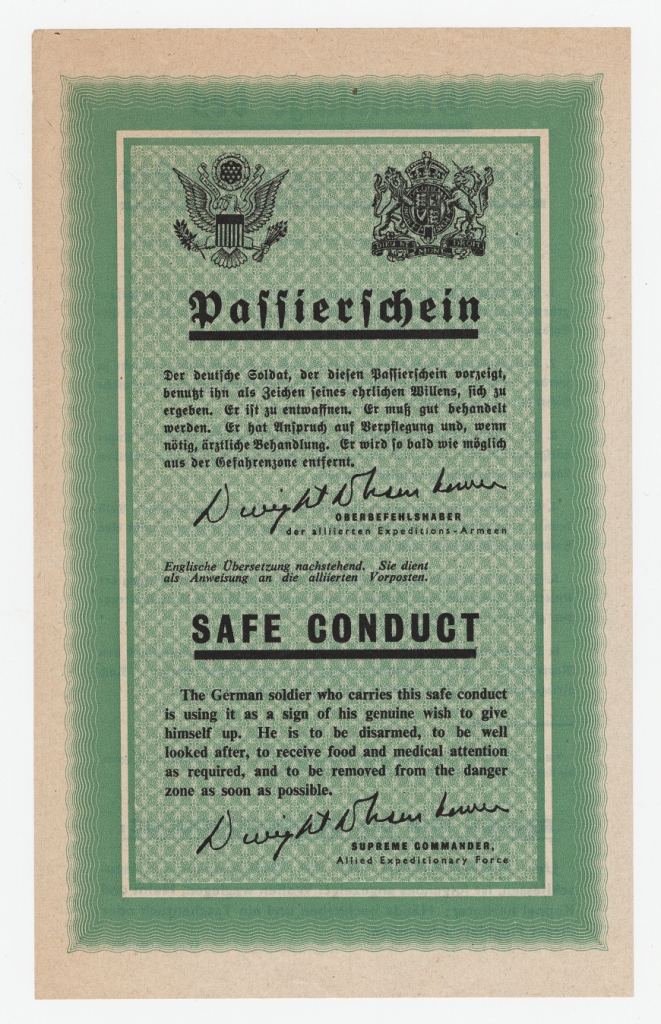 DIEU ET MON DROIT
Passierschein
Der deutsche Soldat, der diesen Passierschein vorzeigt,
benutzt ihn als Zeichen seines ehrlichen Willens, sich zu
ergeben. Er ist zu entwaffnen. Er muß gut behandelt
werden. Er hat Anspruch auf Verpflegung und, wenn
nötig, ärztliche Behandlung. Er wird so bald wie möglich
aus der Gefahrenzone entfernt.
Dwight D Eisenhower
OBERBEFEHLSHABER
der alliierten Expeditions-Armeen
Englische Übersetzung nachstehend. Sie dient
als Anweisung an die alliierten Vorposten.
SAFE CONDUCT
The German soldier who carries this safe conduct
is using it as a sign of his genuine wish to give
himself up. He is to be disarmed, to be well
looked after, to receive food and medical attention
as required, and to be removed from the danger
zone as soon as possible.
Dwight D Eisenhower
SUPREME COMMANDER,
Allied Expeditionary Force